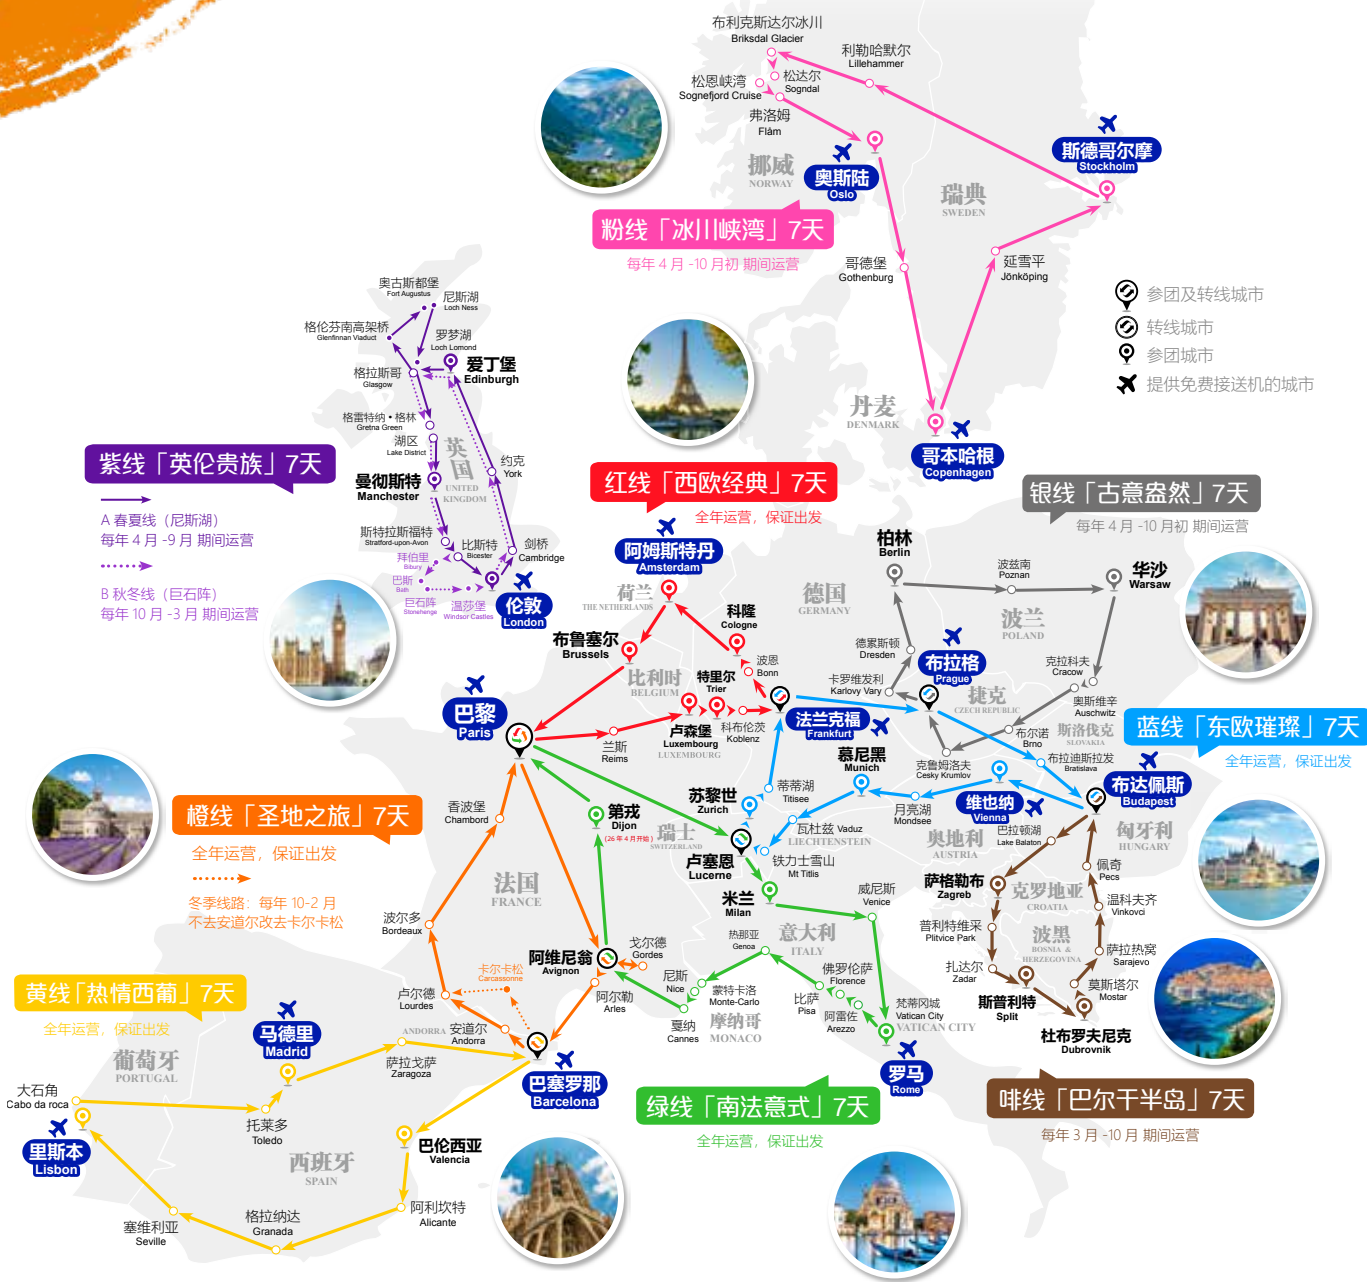 布利克斯达尔冰川
Briksdal Glacier
利勒哈默尔
Lillehammer
松恩峡湾
Sognefjord Cruise
松达尔
Sogndal
弗洛姆
Flåm
挪威
NORWAY
奥斯陆
Oslo
斯德哥尔摩
Stockholm
瑞典
SWEDEN
粉线「冰川峡湾」7天
每年 4 月 -10 月初 期间运营
哥德堡
Gothenburg
延雪平
Jönköping
参团及转线城市
转线城市
参团城市
提供免费接送机的城市
丹麦
DENMARK
哥本哈根
Copenhagen
奥古斯都堡
Fort Augustus
尼斯湖
Loch Ness
格伦芬南高架桥
Glenfinnan Viaduct
罗梦湖
Loch Lomond
爱丁堡
Edinburgh
格拉斯哥
Glasgow
格雷特纳•格林
Gretna Green
湖区
Lake District
英国
UNITED
KINGDOM
约克
York
曼彻斯特
Manchester
斯特拉斯福特
Stratford-upon-Avon
比斯特
Bicester
剑桥
Cambridge
拜伯里
Bibury
巴斯
Bath
巨石阵
Stonehenge
温莎堡
Windsor Castles
伦敦
London
紫线「英伦贵族」7天
A 春夏线（尼斯湖）
每年 4 月 -9 月 期间运营
B 秋冬线（巨石阵）
每年 10 月 -3 月 期间运营
红线「西欧经典」7天
全年运营，保证出发
阿姆斯特丹
Amsterdam
荷兰
THE NETHERLANDS
科隆
Cologne
布鲁塞尔
Brussels
比利时
BELGIUM
特里尔
Trier
波恩
Bonn
卢森堡
Luxembourg
LUXEMBOURG
科布伦茨
Koblenz
兰斯
Reims
巴黎
Paris
法兰克福
Frankfurt
德国
GERMANY
银线「古意盎然」7天
每年 4 月 -10 月初 期间运营
柏林
Berlin
波兹南
Poznan
华沙
Warsaw
波兰
POLAND
德累斯顿
Dresden
布拉格
Prague
卡罗维发利
Karlovy Vary
捷克
CZECH REPUBLIC
克拉科夫
Cracow
奥斯维辛
Auschwitz
布尔诺
Brno
斯洛伐克
SLOVAKIA
克鲁姆洛夫
Cesky Krumlov
布拉迪斯拉发
Bratislava
蓝线「东欧璀璨」7天
全年运营，保证出发
布达佩斯
Budapest
慕尼黑
Munich
维也纳
Vienna
月亮湖
Mondsee
蒂蒂湖
Titisee
苏黎世
Zurich
瓦杜兹 Vaduz
LIECHTENSTEIN
铁力士雪山
Mt Titlis
卢塞恩
Lucerne
瑞士
SWITZERLAND
奥地利
AUSTRIA
匈牙利
HUNGARY
巴拉顿湖
Lake Balaton
佩奇
Pecs
萨格勒布
Zagreb
克罗地亚
CROATIA
温科夫齐
Vinkovci
普利特维采
Plitvice Park
波黑
BOSNIA &
HERZEGOVINA
萨拉热窝
Sarajevo
扎达尔
Zadar
斯普利特
Split
莫斯塔尔
Mostar
杜布罗夫尼克
Dubrovnik
啡线「巴尔干半岛」7天
每年 3 月 -10 月 期间运营
橙线「圣地之旅」7天
全年运营，保证出发
冬季线路：每年 10-2 月
不去安道尔改去卡尔卡松
香波堡
Chambord
第戎
Dijon
(26 年 4 月开始)
法国
FRANCE
波尔多
Bordeaux
阿维尼翁
Avignon
戈尔德
Gordes
卡尔卡松
Carcassonne
卢尔德
Lourdes
阿尔勒
Arles
ANDORRA
安道尔
Andorra
米兰
Milan
威尼斯
Venice
意大利
ITALY
热那亚
Genoa
尼斯
Nice
蒙特卡洛
Monte-Carlo
戛纳
Cannes
摩纳哥
MONACO
佛罗伦萨
Florence
比萨
Pisa
阿雷佐
Arezzo
梵蒂冈城
Vatican City
VATICAN CITY
罗马
Rome
绿线「南法意式」7天
全年运营，保证出发
黄线「热情西葡」7天
全年运营，保证出发
葡萄牙
PORTUGAL
马德里
Madrid
萨拉戈萨
Zaragoza
巴塞罗那
Barcelona
大石角
Cabo da roca
托莱多
Toledo
里斯本
Lisbon
西班牙
SPAIN
巴伦西亚
Valencia
阿利坎特
Alicante
格拉纳达
Granada
塞维利亚
Seville